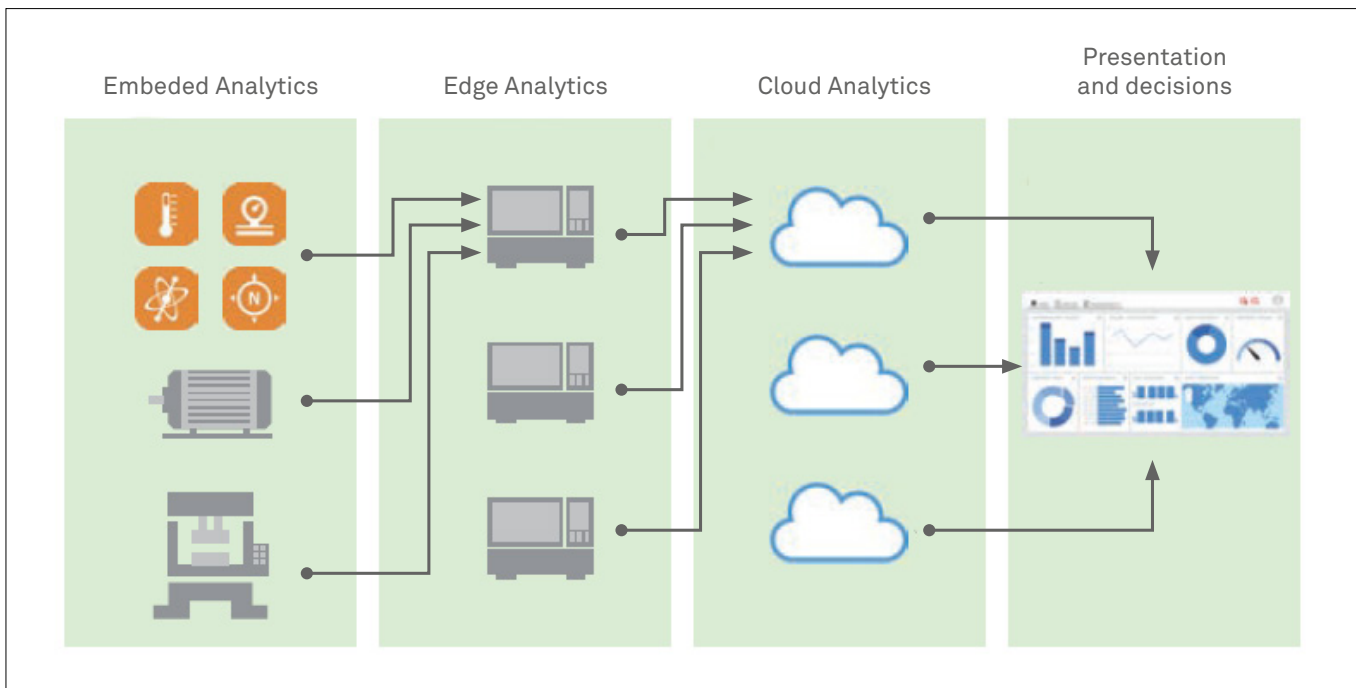 Embeded Analytics
Edge Analytics
Cloud Analytics
Presentation
and decisions
N